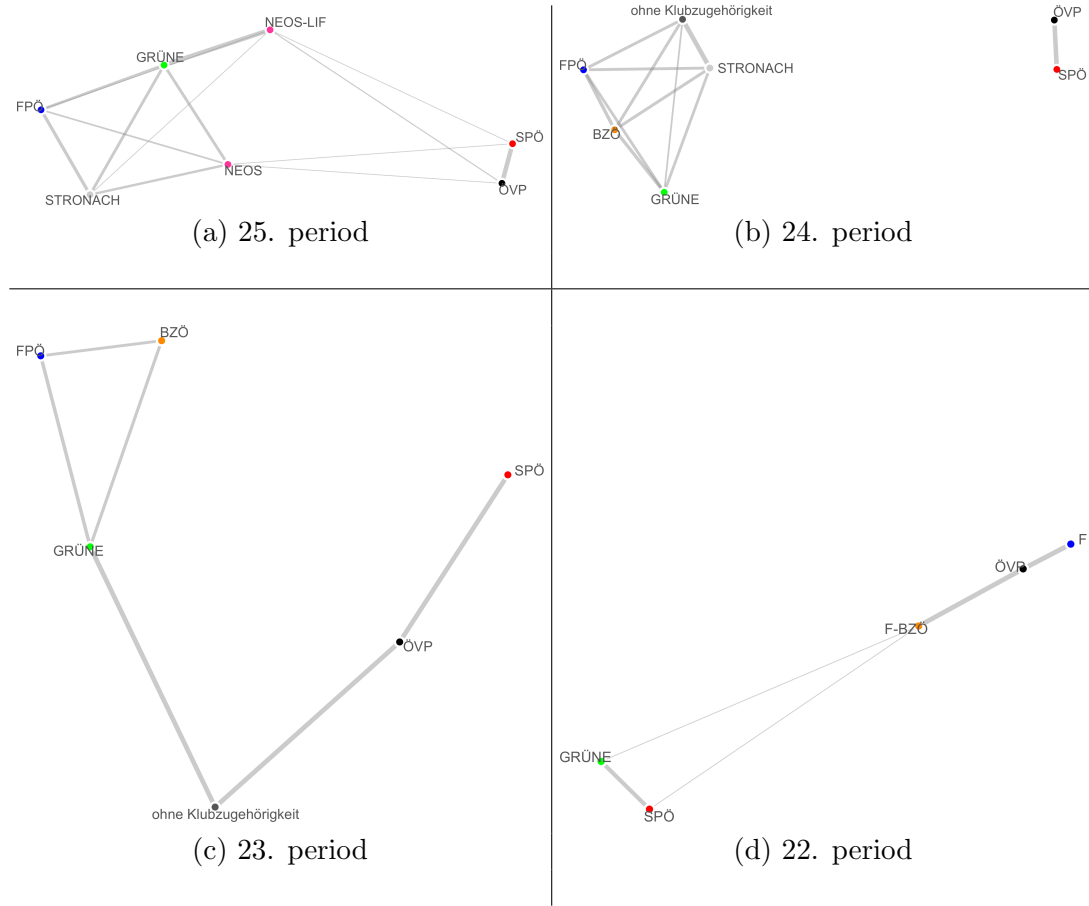 NEOS-LIF
GRÜNE
FPÖ
SPÖ
NEOS
ÖVP
STRONACH
(a) 25. period
ohne Klubzugehörigkeit
ÖVP
FPÖ
STRONACH
SPÖ
BZÖ
GRÜNE
(b) 24. period
BZÖ
FPÖ
SPÖ
GRÜNE
ÖVP
ohne Klubzugehörigkeit
(c) 23. period
F
ÖVP
F-BZÖ
GRÜNE
SPÖ
(d) 22. period